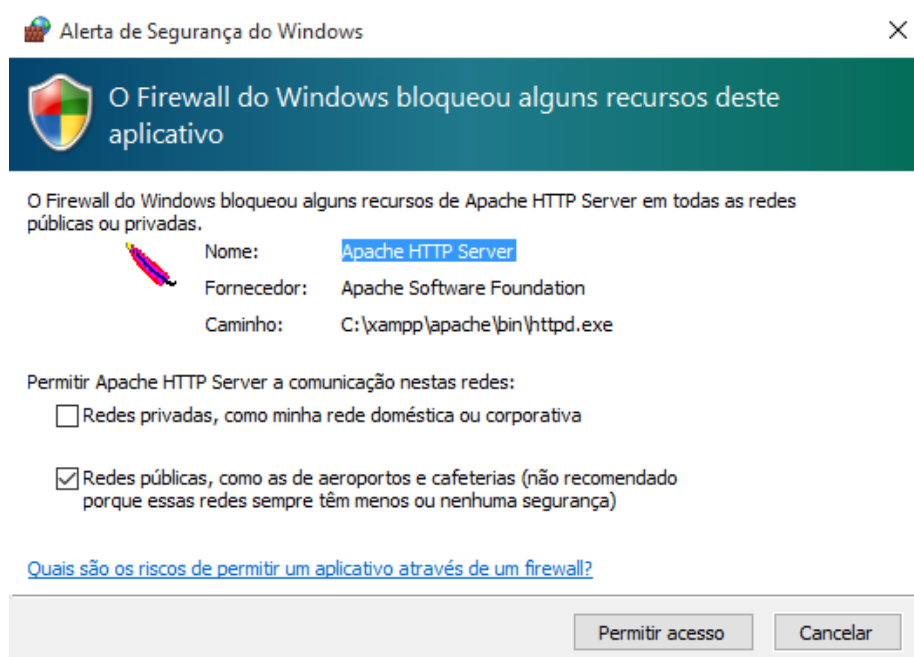 Alerta de Segurança do Windows
O Firewall do Windows bloqueou alguns recursos deste
aplicativo
O Firewall do Windows bloqueou alguns recursos de Apache HTTP Server em todas as redes
públicas ou privadas.
Nome: Apache HTTP Server
Fornecedor: Apache Software Foundation
Caminho: C:\xampp\apache\bin\httpd.exe
Permitir Apache HTTP Server a comunicação nestas redes:
Redes privadas, como minha rede doméstica ou corporativa
Redes públicas, como as de aeroportos e cafeterias (não recomendado
porque essas redes sempre têm menos ou nenhuma segurança)
Quais são os riscos de permitir um aplicativo através de um firewall?
Permitir acesso Cancelar